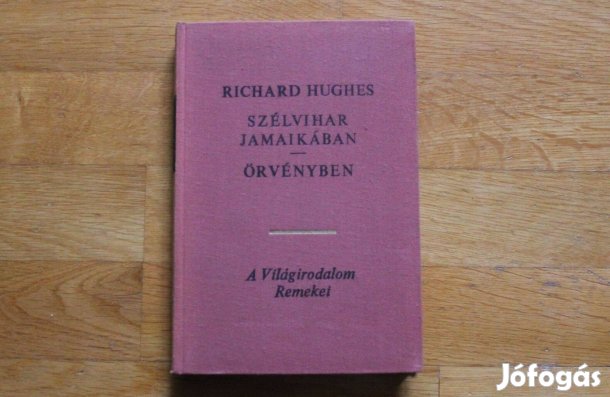 RICHARD HUGHES
SZÉLVIHAR
JAMAIKÁBAN
ÖRVÉNYBEN
A Világirodalom
Remekei
Jófogás